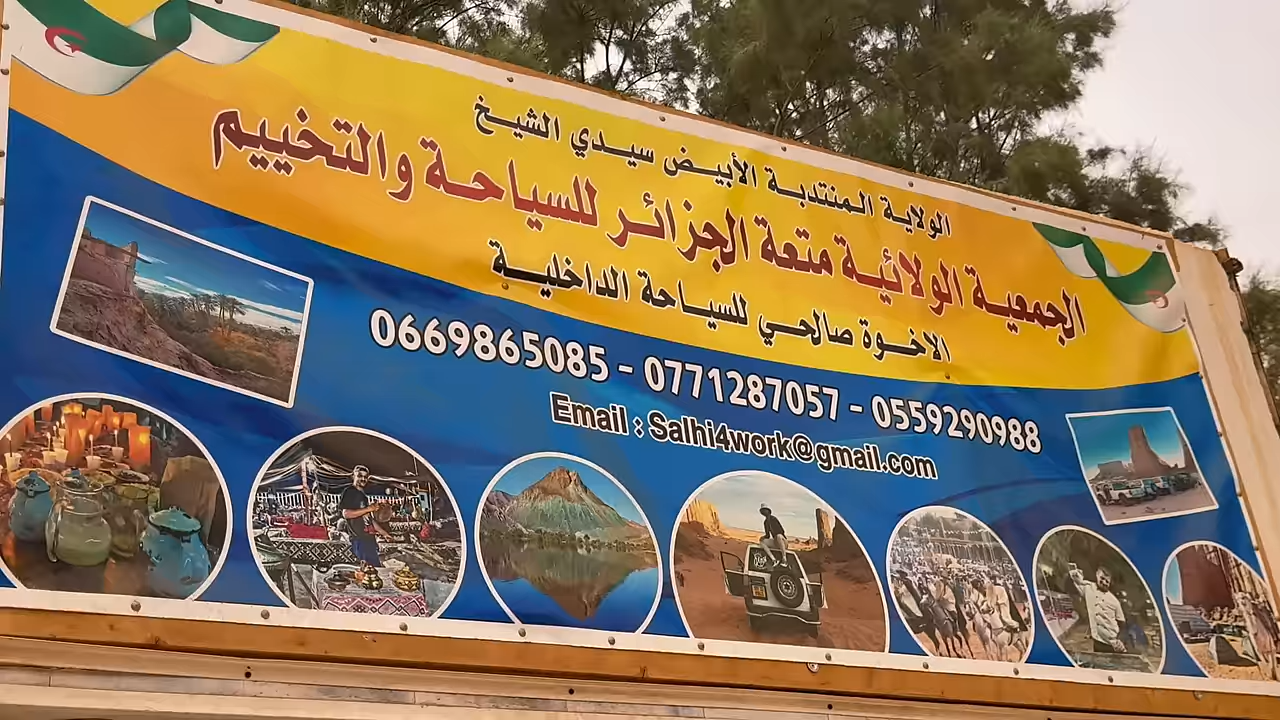 الولاية المنتدبة الأبيض سيدي الشيخ
الجمعية الولائية متعة الجزائر للسياحة والتخييم
الاخوة صالحي للسياحة الداخلية
0669865085 - 0771287057 - 0559290988
Email : Salhi4work@gmail.com